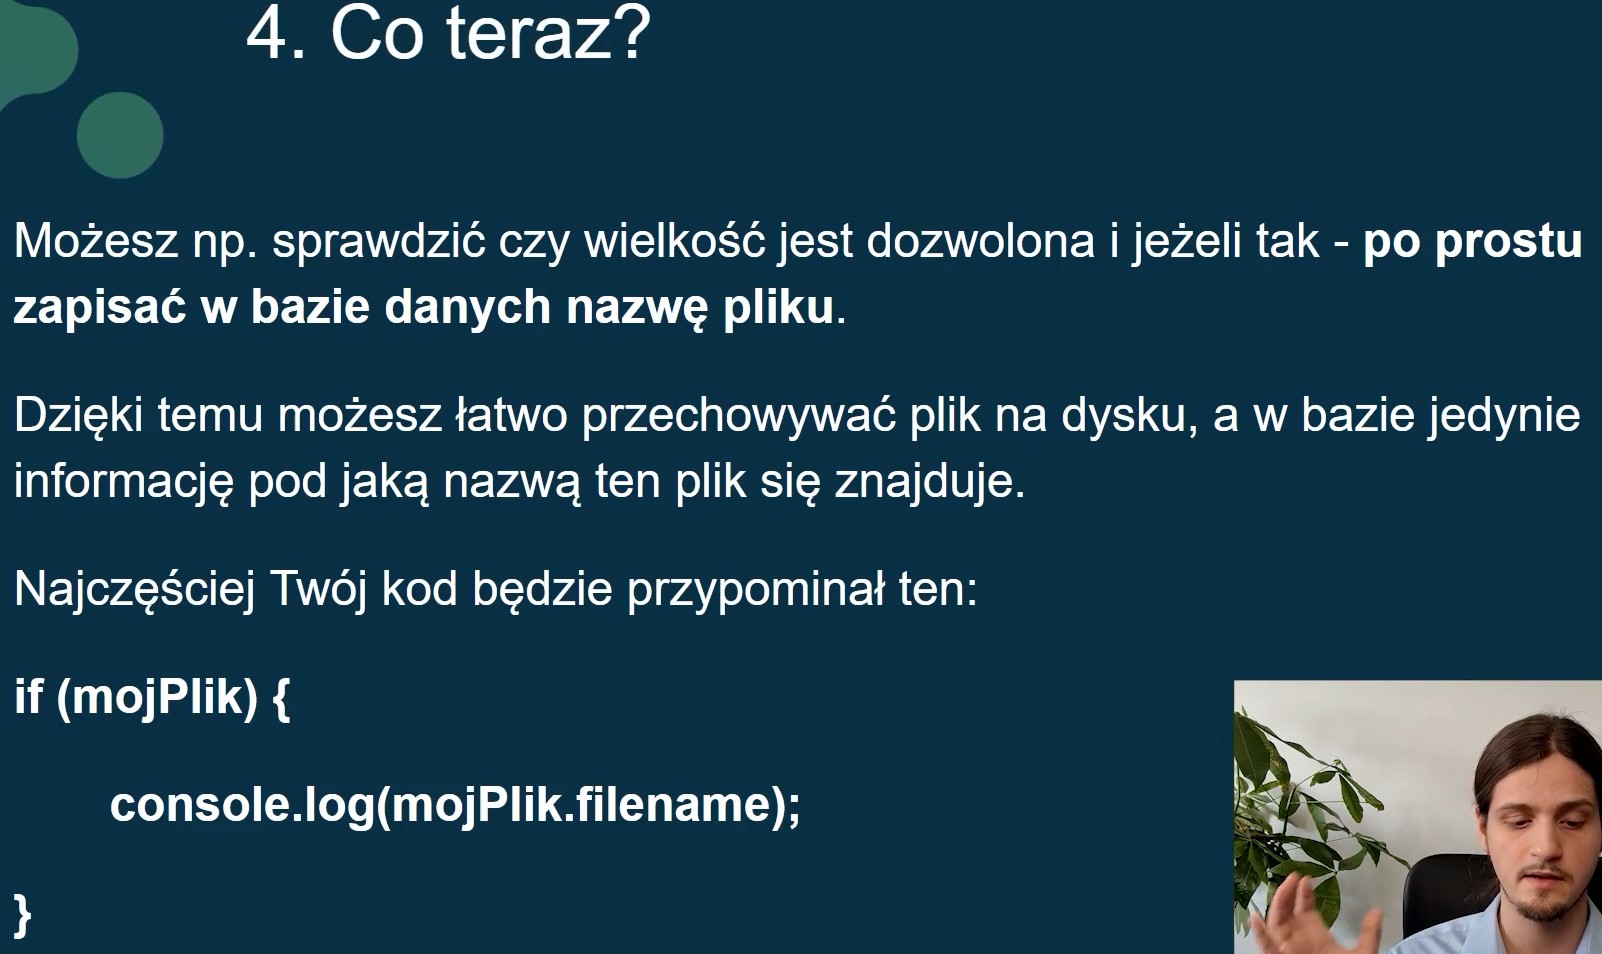 4. Co teraz?
Możesz np. sprawdzić czy wielkość jest dozwolona i jeżeli tak - po prostu
zapisać w bazie danych nazwę pliku.
Dzięki temu możesz łatwo przechowywać plik na dysku, a w bazie jedynie
informację pod jaką nazwą ten plik się znajduje.
Najczęściej Twój kod będzie przypominał ten:
if (mojPlik) {
console.log(mojPlik.filename);
}